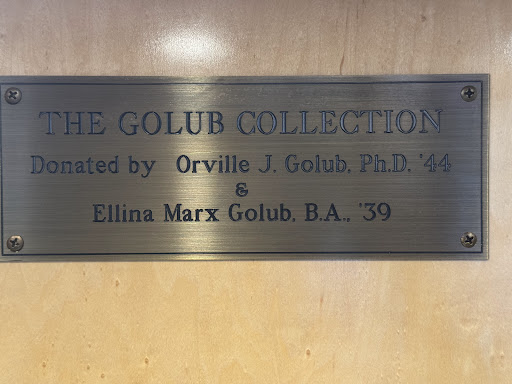 THE GOLUB COLLECTION
Donated by Orville J. Golub, Ph.D. '44
&
Ellina Marx Golub, B.A., '39